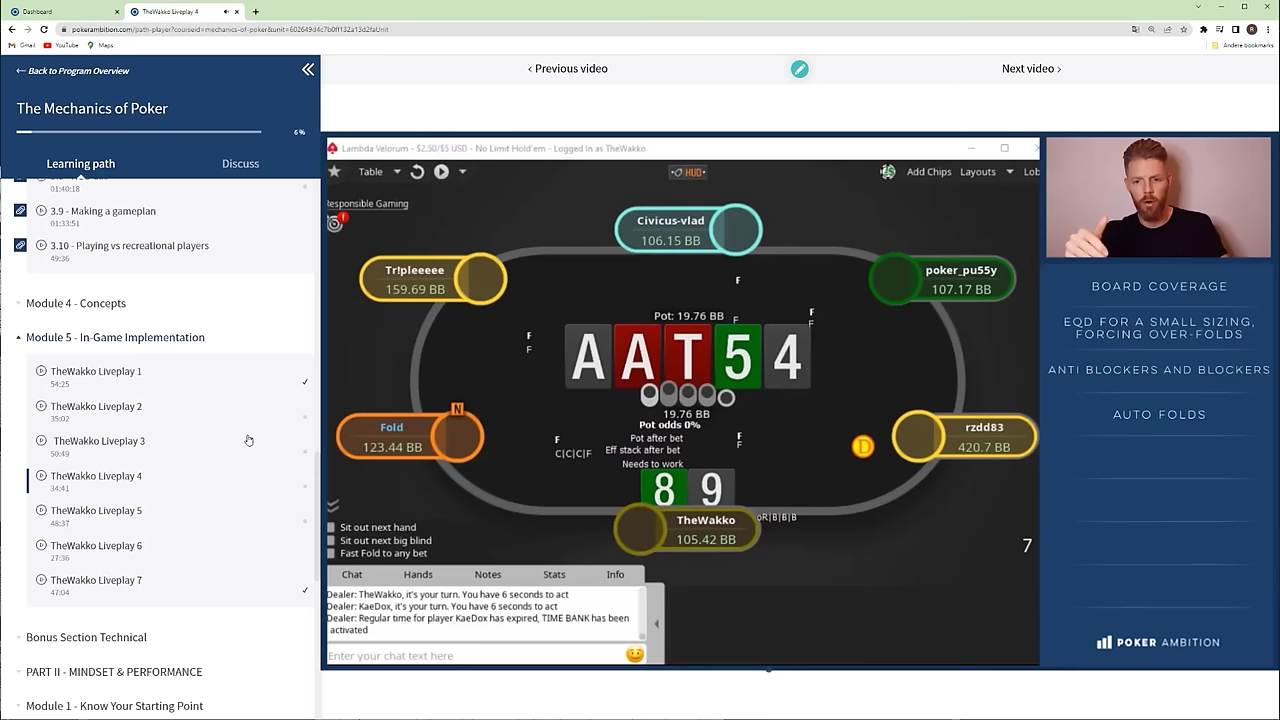 Dashboard
TheWakko Liveplay 4
pokerambition.com/path-player?courseid=mechanics-of-poker&unit=602649d4c7b0ff132a13d2faUnit
Gmail
YouTube
Maps
Andere bookmarks
Back to Program Overview
The Mechanics of Poker
6%
Learning path
Discuss
01:40:18
3.9 - Making a gameplan
01:33:51
3.10 - Playing vs recreational players
49:36
Module 4 - Concepts
Module 5 - In-Game Implementation
TheWakko Liveplay 1
54:25
TheWakko Liveplay 2
35:02
TheWakko Liveplay 3
50:49
TheWakko Liveplay 4
34:41
TheWakko Liveplay 5
48:37
TheWakko Liveplay 6
27:36
TheWakko Liveplay 7
47:04
Bonus Section Technical
PART II - MINDSET & PERFORMANCE
Module 1 - Know Your Starting Point
Previous video
Next video
Lambda Velorum - $2.50/$5 USD - No Limit Hold'em - Logged In as TheWakko
Table
HUD
Add Chips
Layouts
Lob
Responsible Gaming
Civicus-vlad
106.15 BB
Tr!pleeeee
159.69 BB
poker_pu55y
107.17 BB
F
Pot: 19.76 BB
F
F
F
F
F
A A T 5 4
19.76 BB
Pot odds 0%
Pot after bet
Eff stack after bet
Needs to work
N
Fold
123.44 BB
F
C|C|C|F
F
F
D
rzdd83
420.7 BB
8 9
TheWakko
105.42 BB
oR|B|B|B
7
Sit out next hand
Sit out next big blind
Fast Fold to any bet
Chat
Hands
Notes
Stats
Info
Dealer: TheWakko, it's your turn. You have 6 seconds to act
Dealer: KaeDox, it's your turn. You have 6 seconds to act
Dealer: Regular time for player KaeDox has expired, TIME BANK has been
activated
Enter your chat text here
BOARD COVERAGE
EQD FOR A SMALL SIZING,
FORCING OVER-FOLDS
ANTI BLOCKERS AND BLOCKERS
AUTO FOLDS
POKER AMBITION